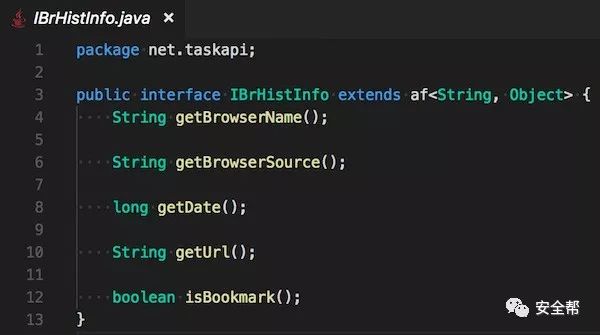 IBrHistInfo.java ×
1 package net.taskapi;
2
3 public interface IBrHistInfo extends af<String, Object> {
4 String getBrowserName();
5
6 String getBrowserSource();
7
8 long getDate();
9
10 String getUrl();
11
12 boolean isBookmark();
13 }
安全帮